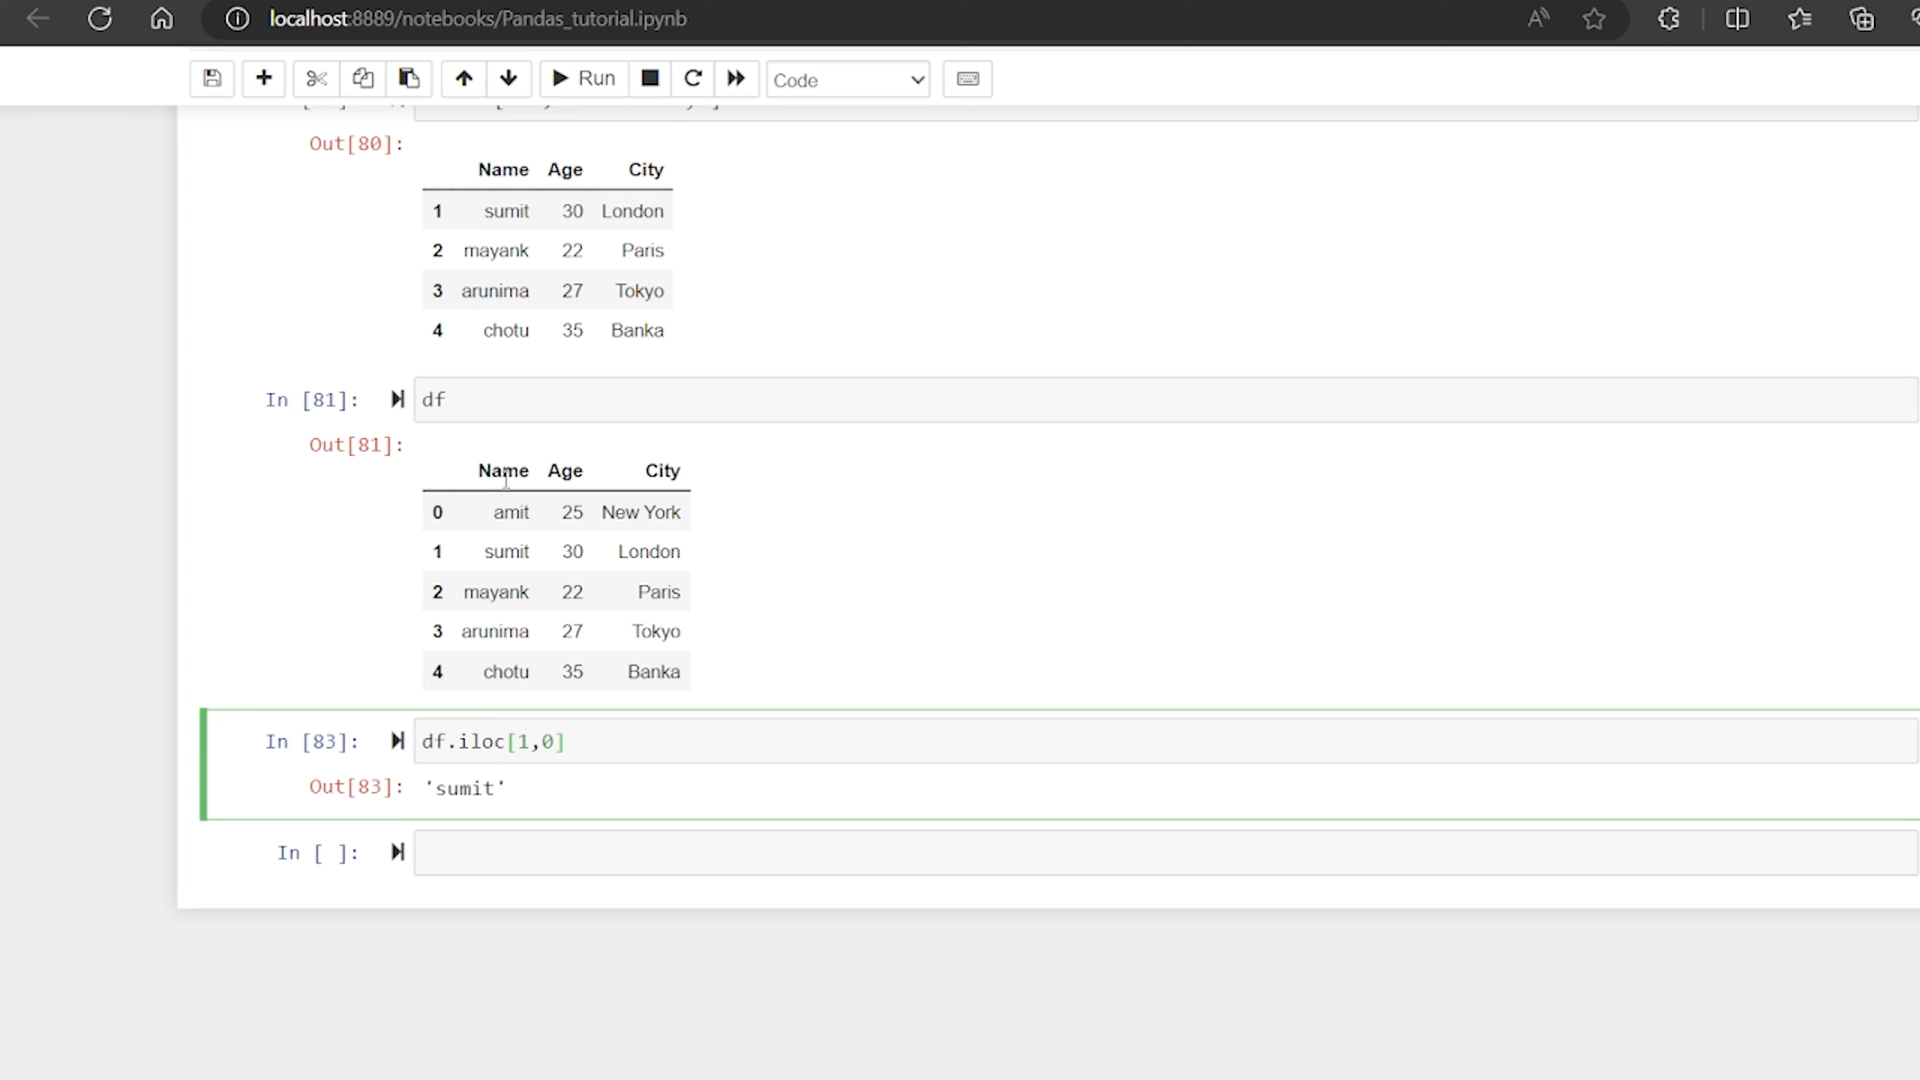 localhost:8889/notebooks/Pandas_tutorial.ipynb
Run Code
Out[80]:
Name Age City
1 sumit 30 London
2 mayank 22 Paris
3 arunima 27 Tokyo
4 chotu 35 Banka
In [81]: df
Out[81]:
Name Age City
0 amit 25 New York
1 sumit 30 London
2 mayank 22 Paris
3 arunima 27 Tokyo
4 chotu 35 Banka
In [83]: df.iloc[1,0]
Out[83]: 'sumit'
In [ ]: